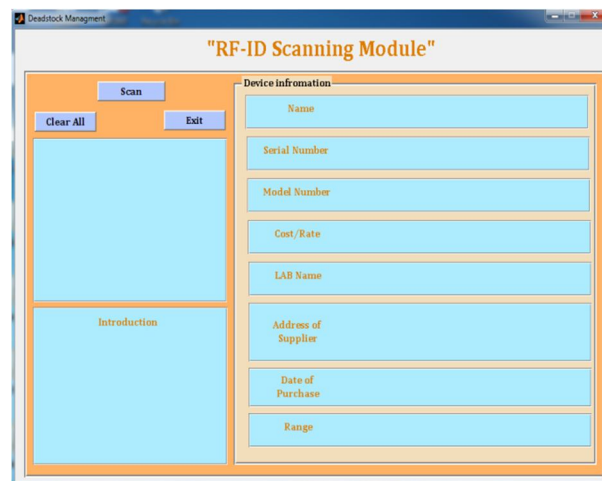 Deadstock Managment
"RF-ID Scanning Module"
Scan
Clear All
Exit
Introduction
Device infromation
Name
Serial Number
Model Number
Cost/Rate
LAB Name
Address of
Supplier
Date of
Purchase
Range